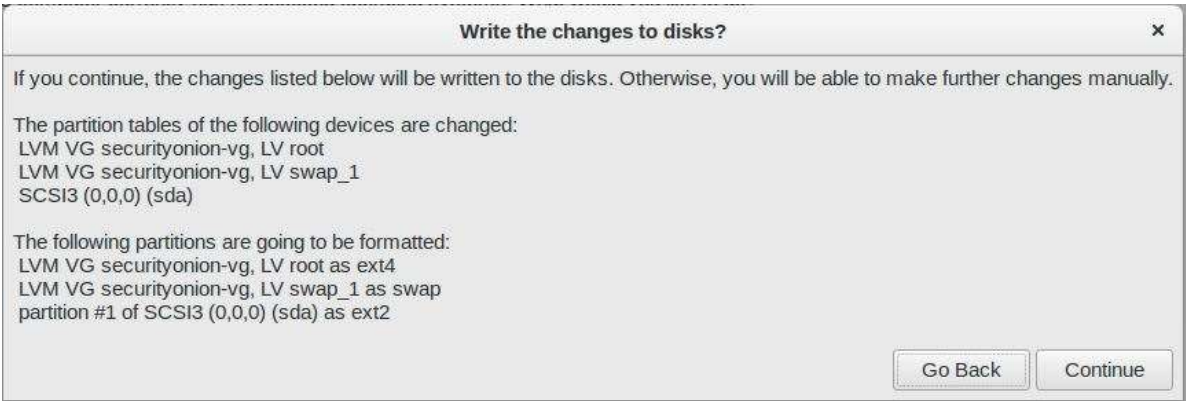 Write the changes to disks?
If you continue, the changes listed below will be written to the disks. Otherwise, you will be able to make further changes manually.
The partition tables of the following devices are changed:
LVM VG securityonion-vg, LV root
LVM VG securityonion-vg, LV swap_1
SCSI3 (0,0,0) (sda)
The following partitions are going to be formatted:
LVM VG securityonion-vg, LV root as ext4
LVM VG securityonion-vg, LV swap_1 as swap
partition #1 of SCSI3 (0,0,0) (sda) as ext2
Go Back Continue